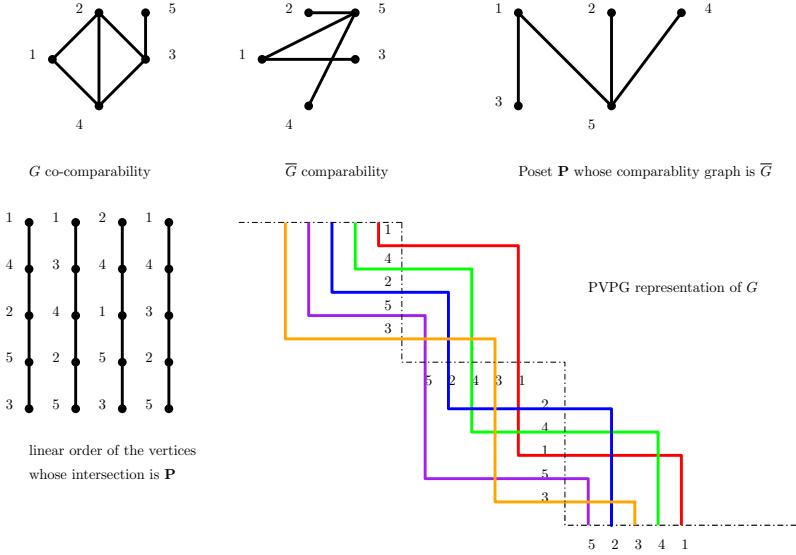 2 5 2 5 1 2 4
1 3 1 3
3
4 4 5
G co-comparability G̅ comparability Poset P whose comparablity graph is G̅
1 1 2 1
4 3 4 4
2 4 1 3
5 2 5 2
3 5 3 5
linear order of the vertices
whose intersection is P
1
4
2
5
3
PVPG representation of G
5 2 4 3 1
2
4
1
5
3
5 2 3 4 1